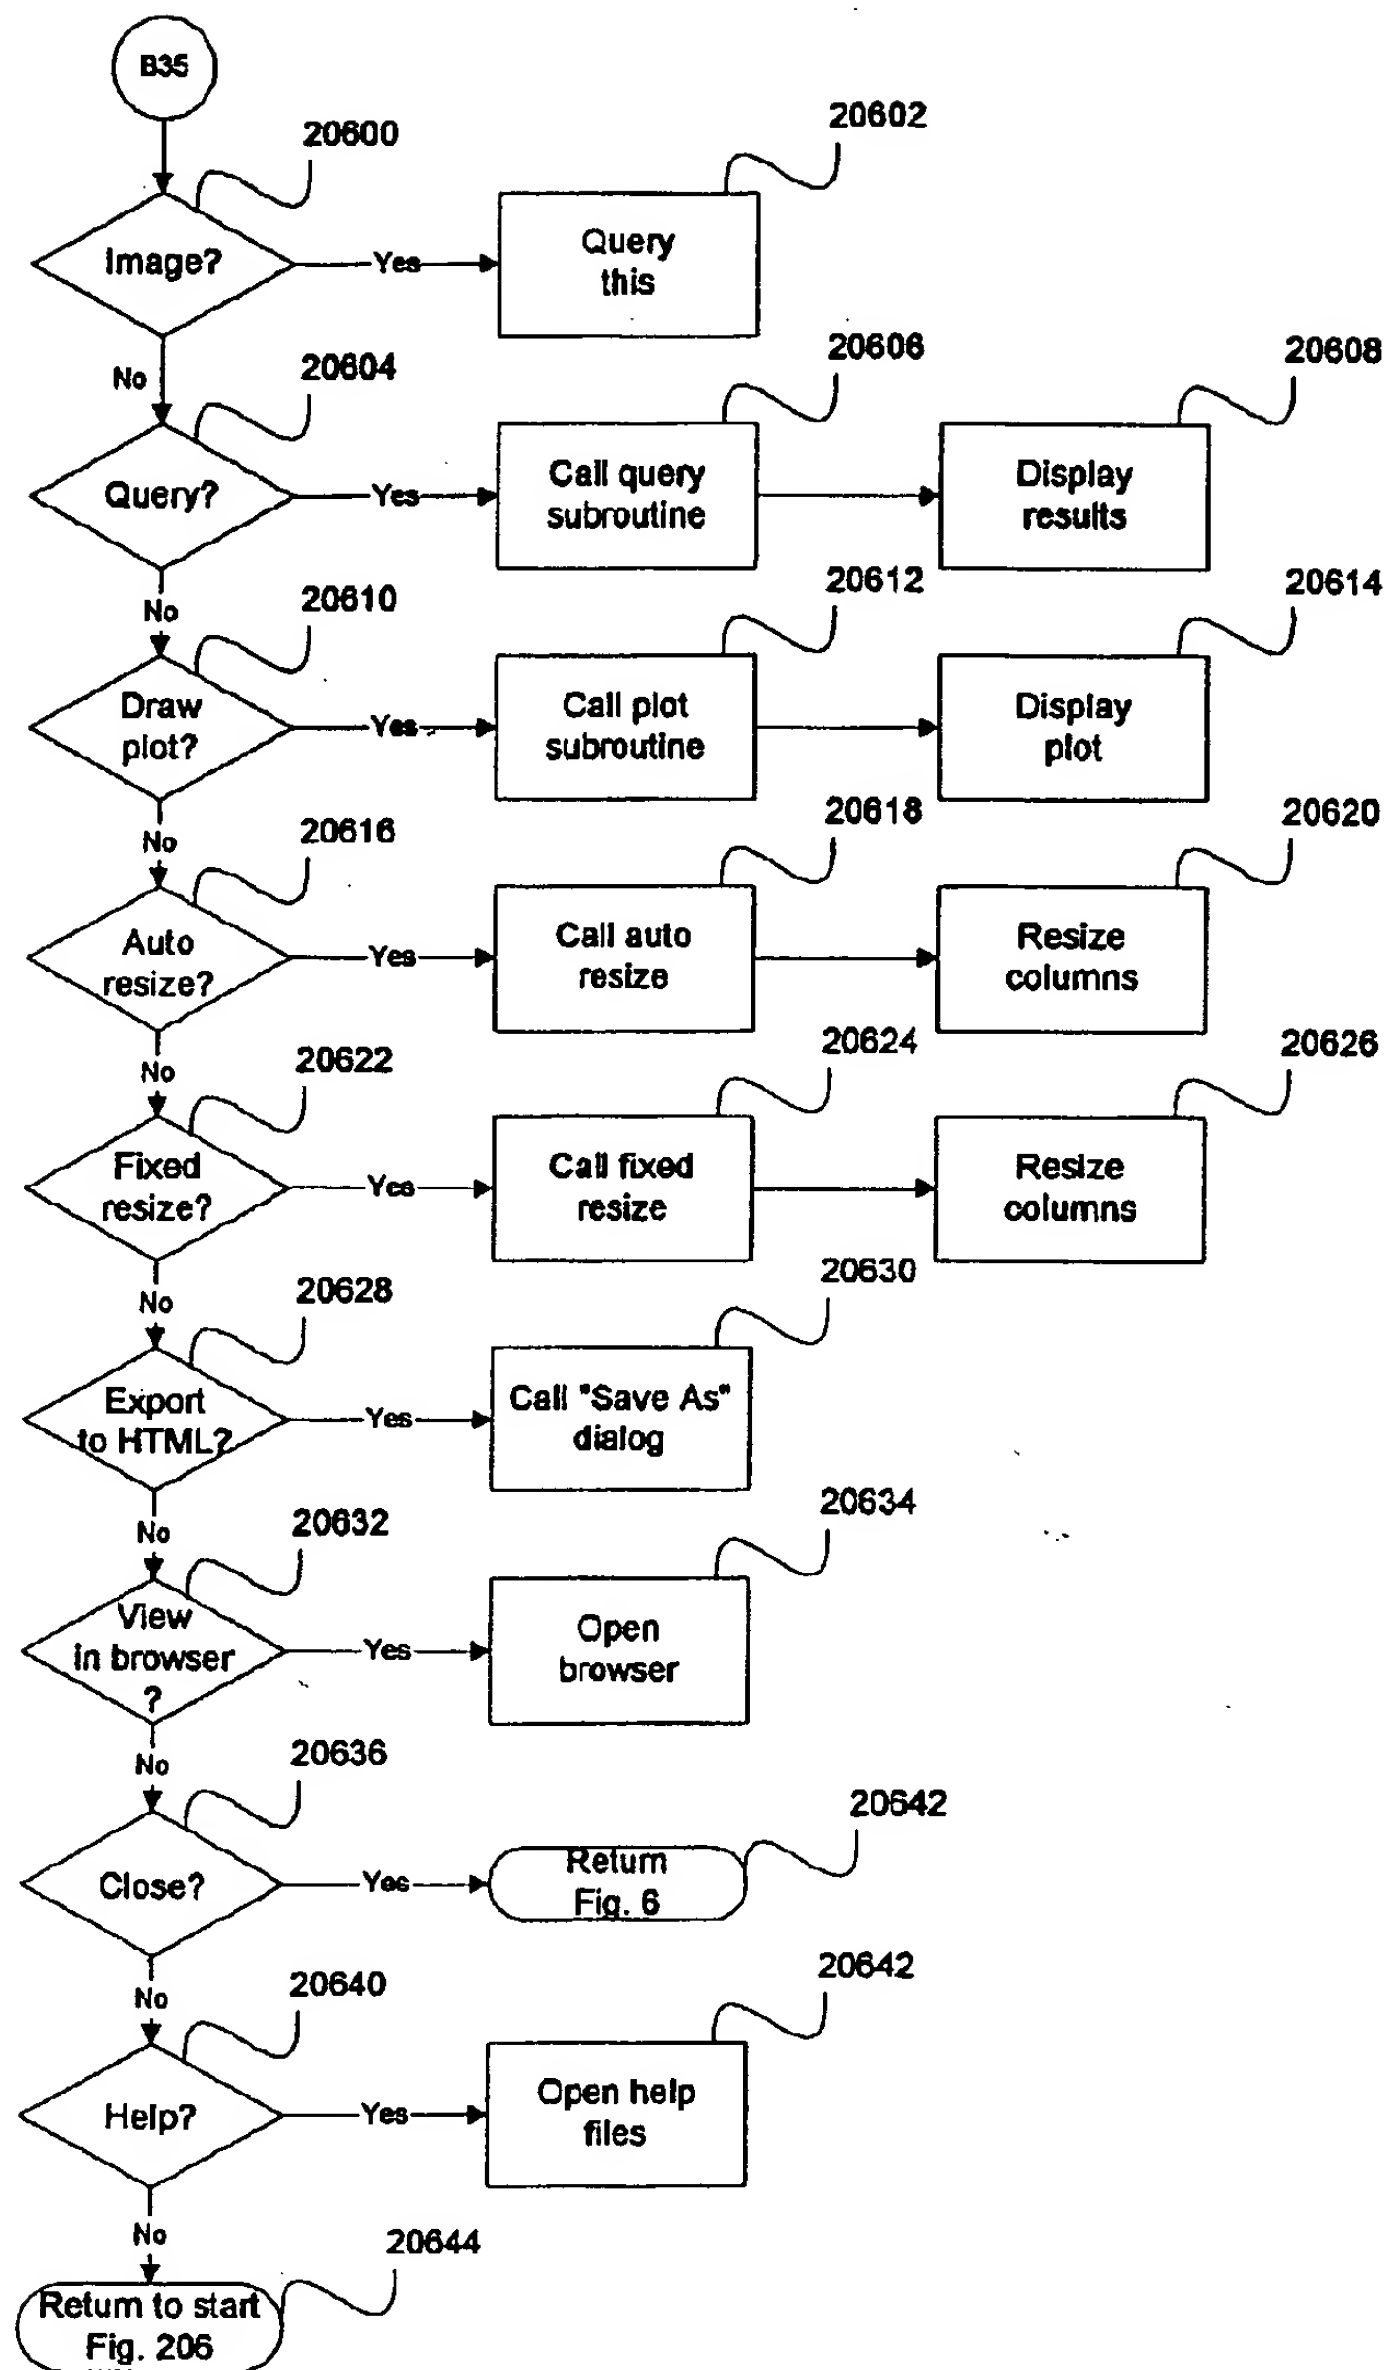 B35
20600
20602
Image?
Yes
Query
this
No
20604
20606
20608
Query?
Yes
Call query
subroutine
Display
results
No
20610
20612
20614
Draw
plot?
Yes
Call plot
subroutine
Display
plot
No
20616
20618
20620
Auto
resize?
Yes
Call auto
resize
Resize
columns
No
20622
20624
20626
Fixed
resize?
Yes
Call fixed
resize
Resize
columns
No
20628
20630
Export
to HTML?
Yes
Call "Save As"
dialog
No
20632
20634
View
in browser
?
Yes
Open
browser
No
20636
20642
Close?
Yes
Return
Fig. 6
No
20640
20642
Help?
Yes
Open help
files
No
20644
Return to start
Fig. 206